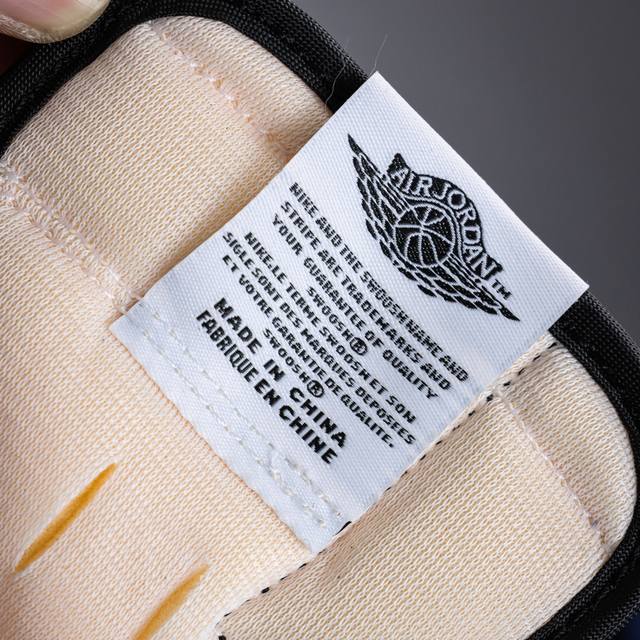 AIR JORDAN™
NIKE AND THE SWOOSH NAME AND
STRIPE ARE TRADEMARKS AND
YOUR GUARANTEE OF QUALITY
NIKE.LE TERM SWOOSH ET SON
SIGLE SONT DES MARQUES DEPOSEES
ET VOTRE GARANTIE DE QUALITE.
SWOOSH®
SWOOSE®
MADE IN CHINA
FABRIQUE EN CHINE